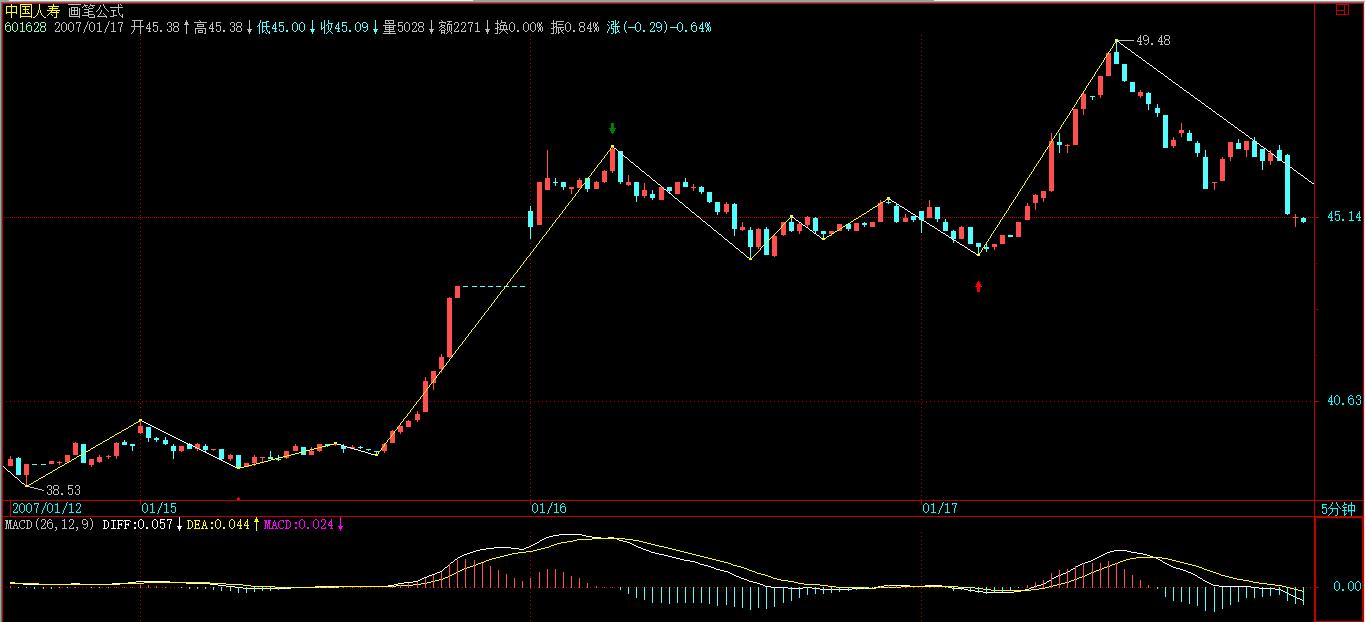 中国人寿 画笔公式
601628 2007/01/17 开45.38↑高45.38↓低45.00↓收45.09↓量5028↓额2271↓换0.00% 振0.84% 涨(-0.29)-0.64%
49.48
45.14
40.63
38.53
2007/01/12 01/15 01/16 01/17 5分钟
MACD(26,12,9) DIFF:0.057↓DEA:0.044↑MACD:0.024↓
0.00